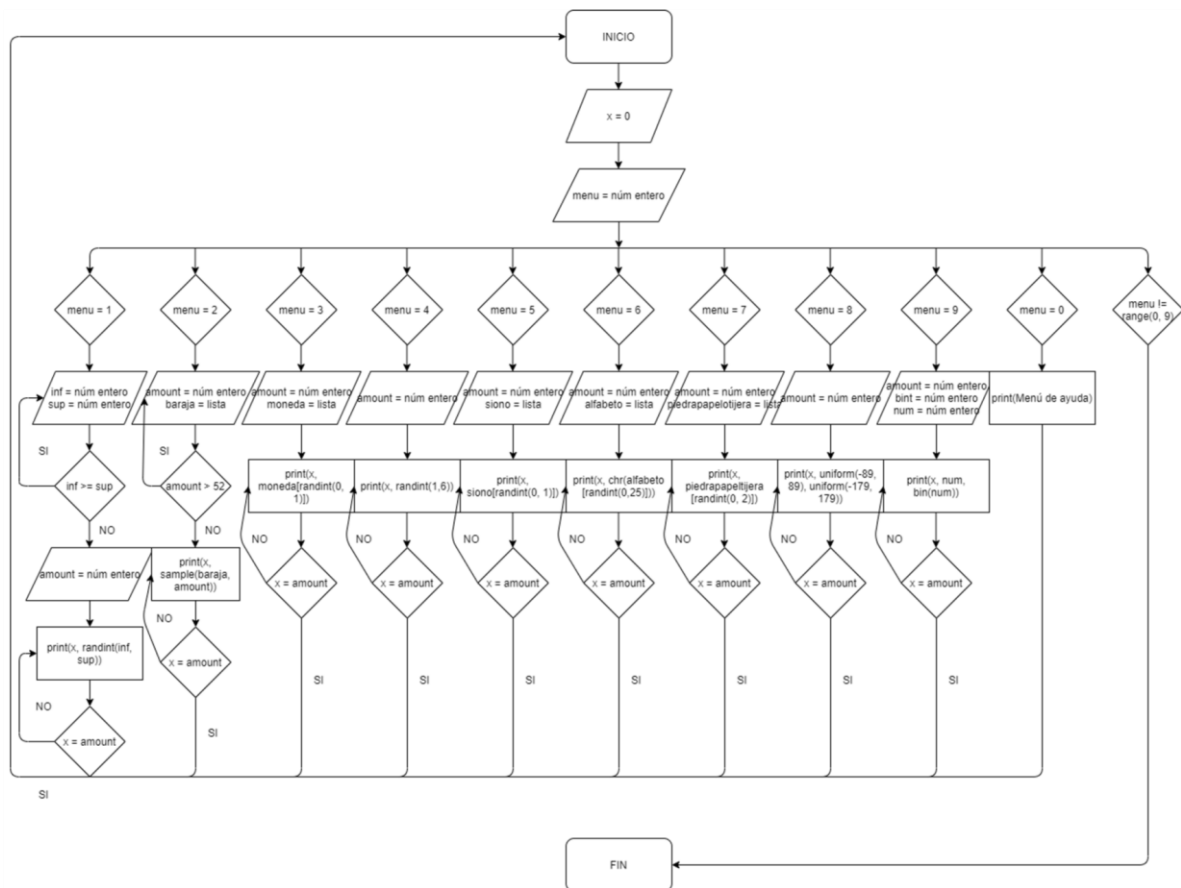 INICIO
x = 0
menu = núm entero
menu = 1
menu = 2
menu = 3
menu = 4
menu = 5
menu = 6
menu = 7
menu = 8
menu = 9
menu = 0
menu !=
range(0, 9)
inf = núm entero
sup = núm entero
amount = núm entero
baraja = lista
amount = núm entero
moneda = lista
amount = núm entero
amount = núm entero
siono = lista
amount = núm entero
alfabeto = lista
amount = núm entero
piedrapapelotijera = lista
amount = núm entero
amount = núm entero
bint = núm entero
num = núm entero
print(Menú de ayuda)
SI
SI
inf >= sup
amount > 52
print(x,
moneda[randint(0,
1)])
print(x, randint(1,6))
print(x,
siono[randint(0, 1)])
print(x, chr(alfabeto
[randint(0,25)]))
print(x,
piedrapapeltijera
[randint(0, 2)])
print(x, uniform(-89,
89), uniform(-179,
179))
print(x, num,
bin(num))
NO
NO
NO
NO
NO
NO
NO
NO
NO
amount = núm entero
print(x,
sample(baraja,
amount))
x = amount
x = amount
x = amount
x = amount
x = amount
x = amount
x = amount
NO
print(x, randint(inf,
sup))
x = amount
SI
SI
SI
SI
SI
SI
SI
NO
x = amount
SI
SI
FIN